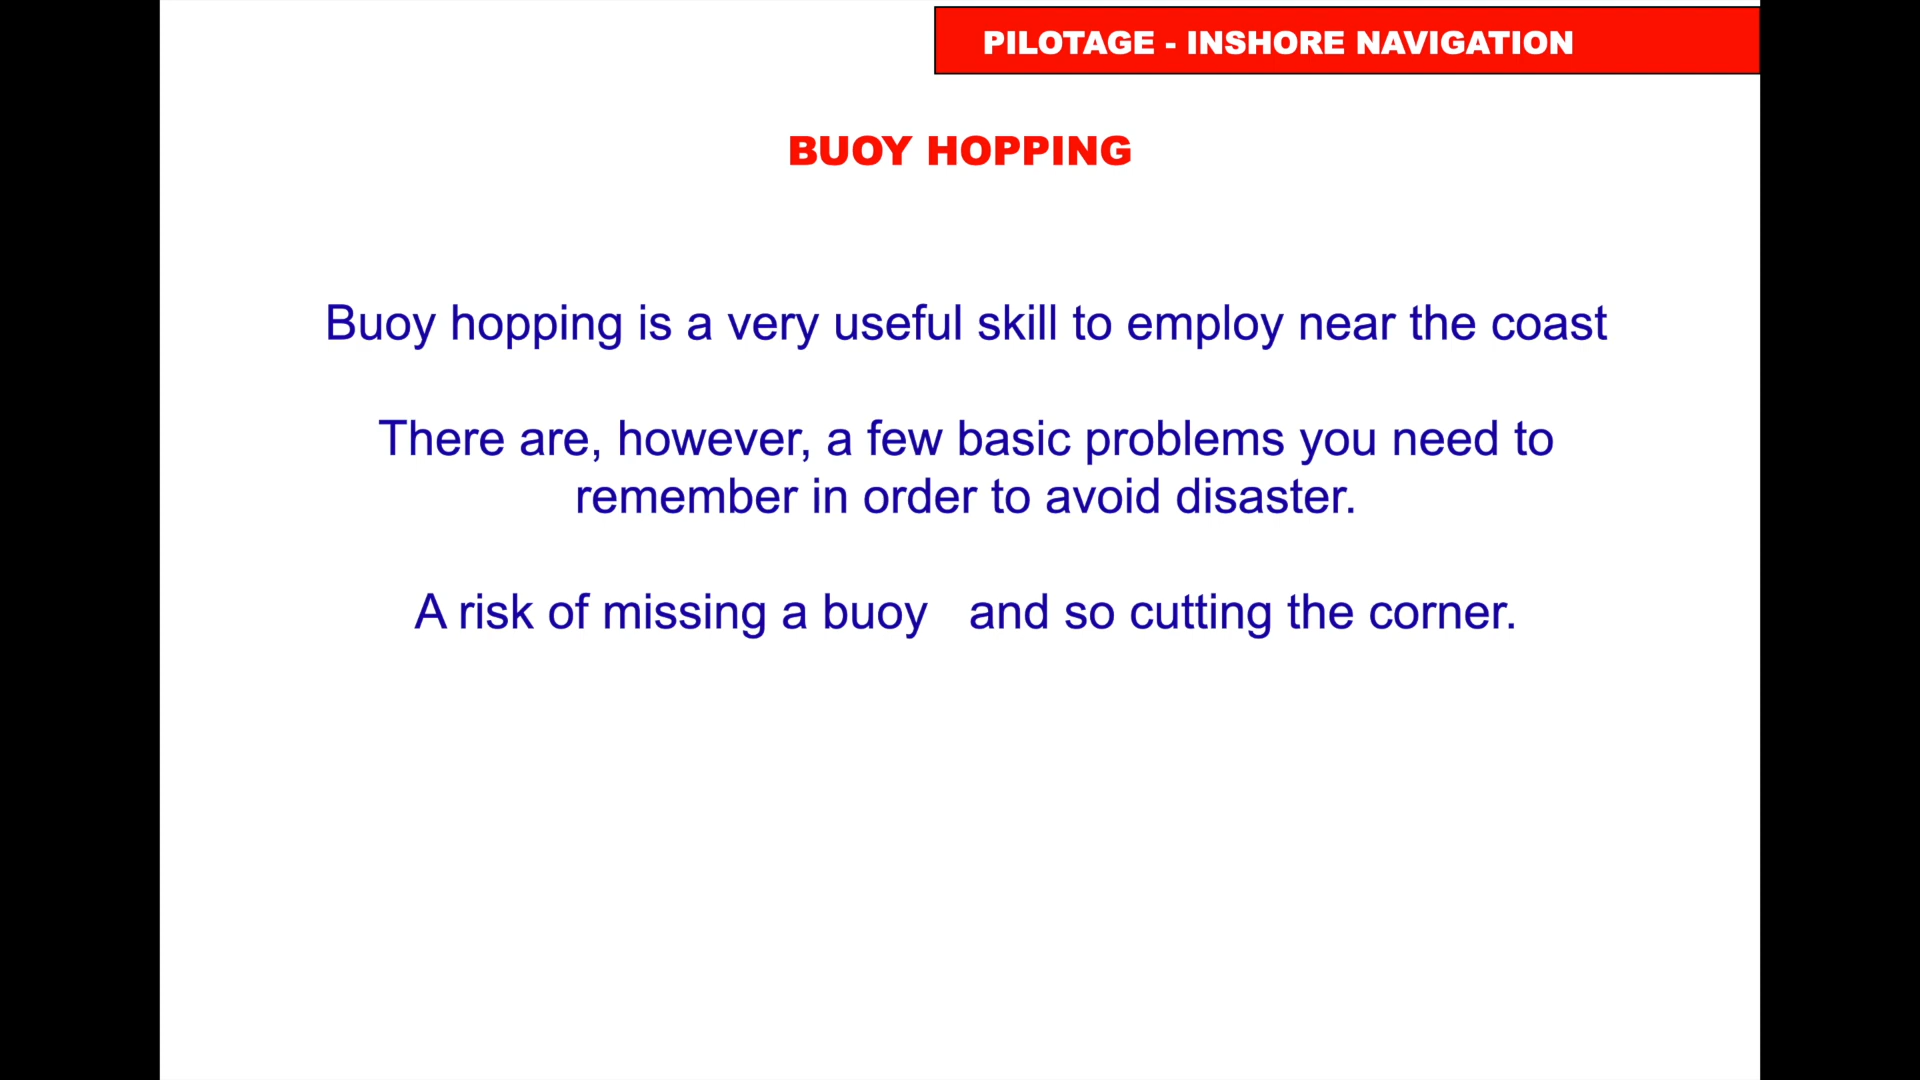 PILOTAGE - INSHORE NAVIGATION
BUOY HOPPING
Buoy hopping is a very useful skill to employ near the coast
There are, however, a few basic problems you need to
remember in order to avoid disaster.
A risk of missing a buoy   and so cutting the corner.